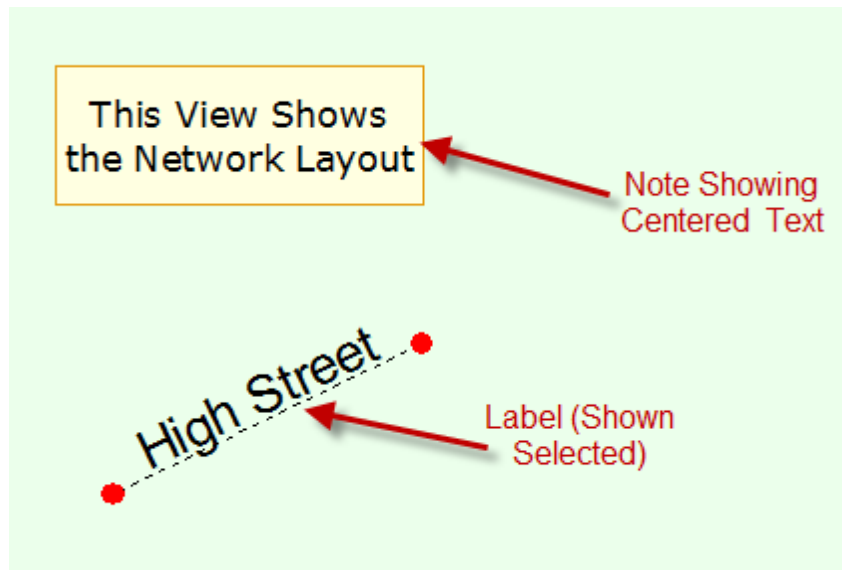 This View Shows
the Network Layout
Note Showing
Centered Text
High Street
Label (Shown
Selected)